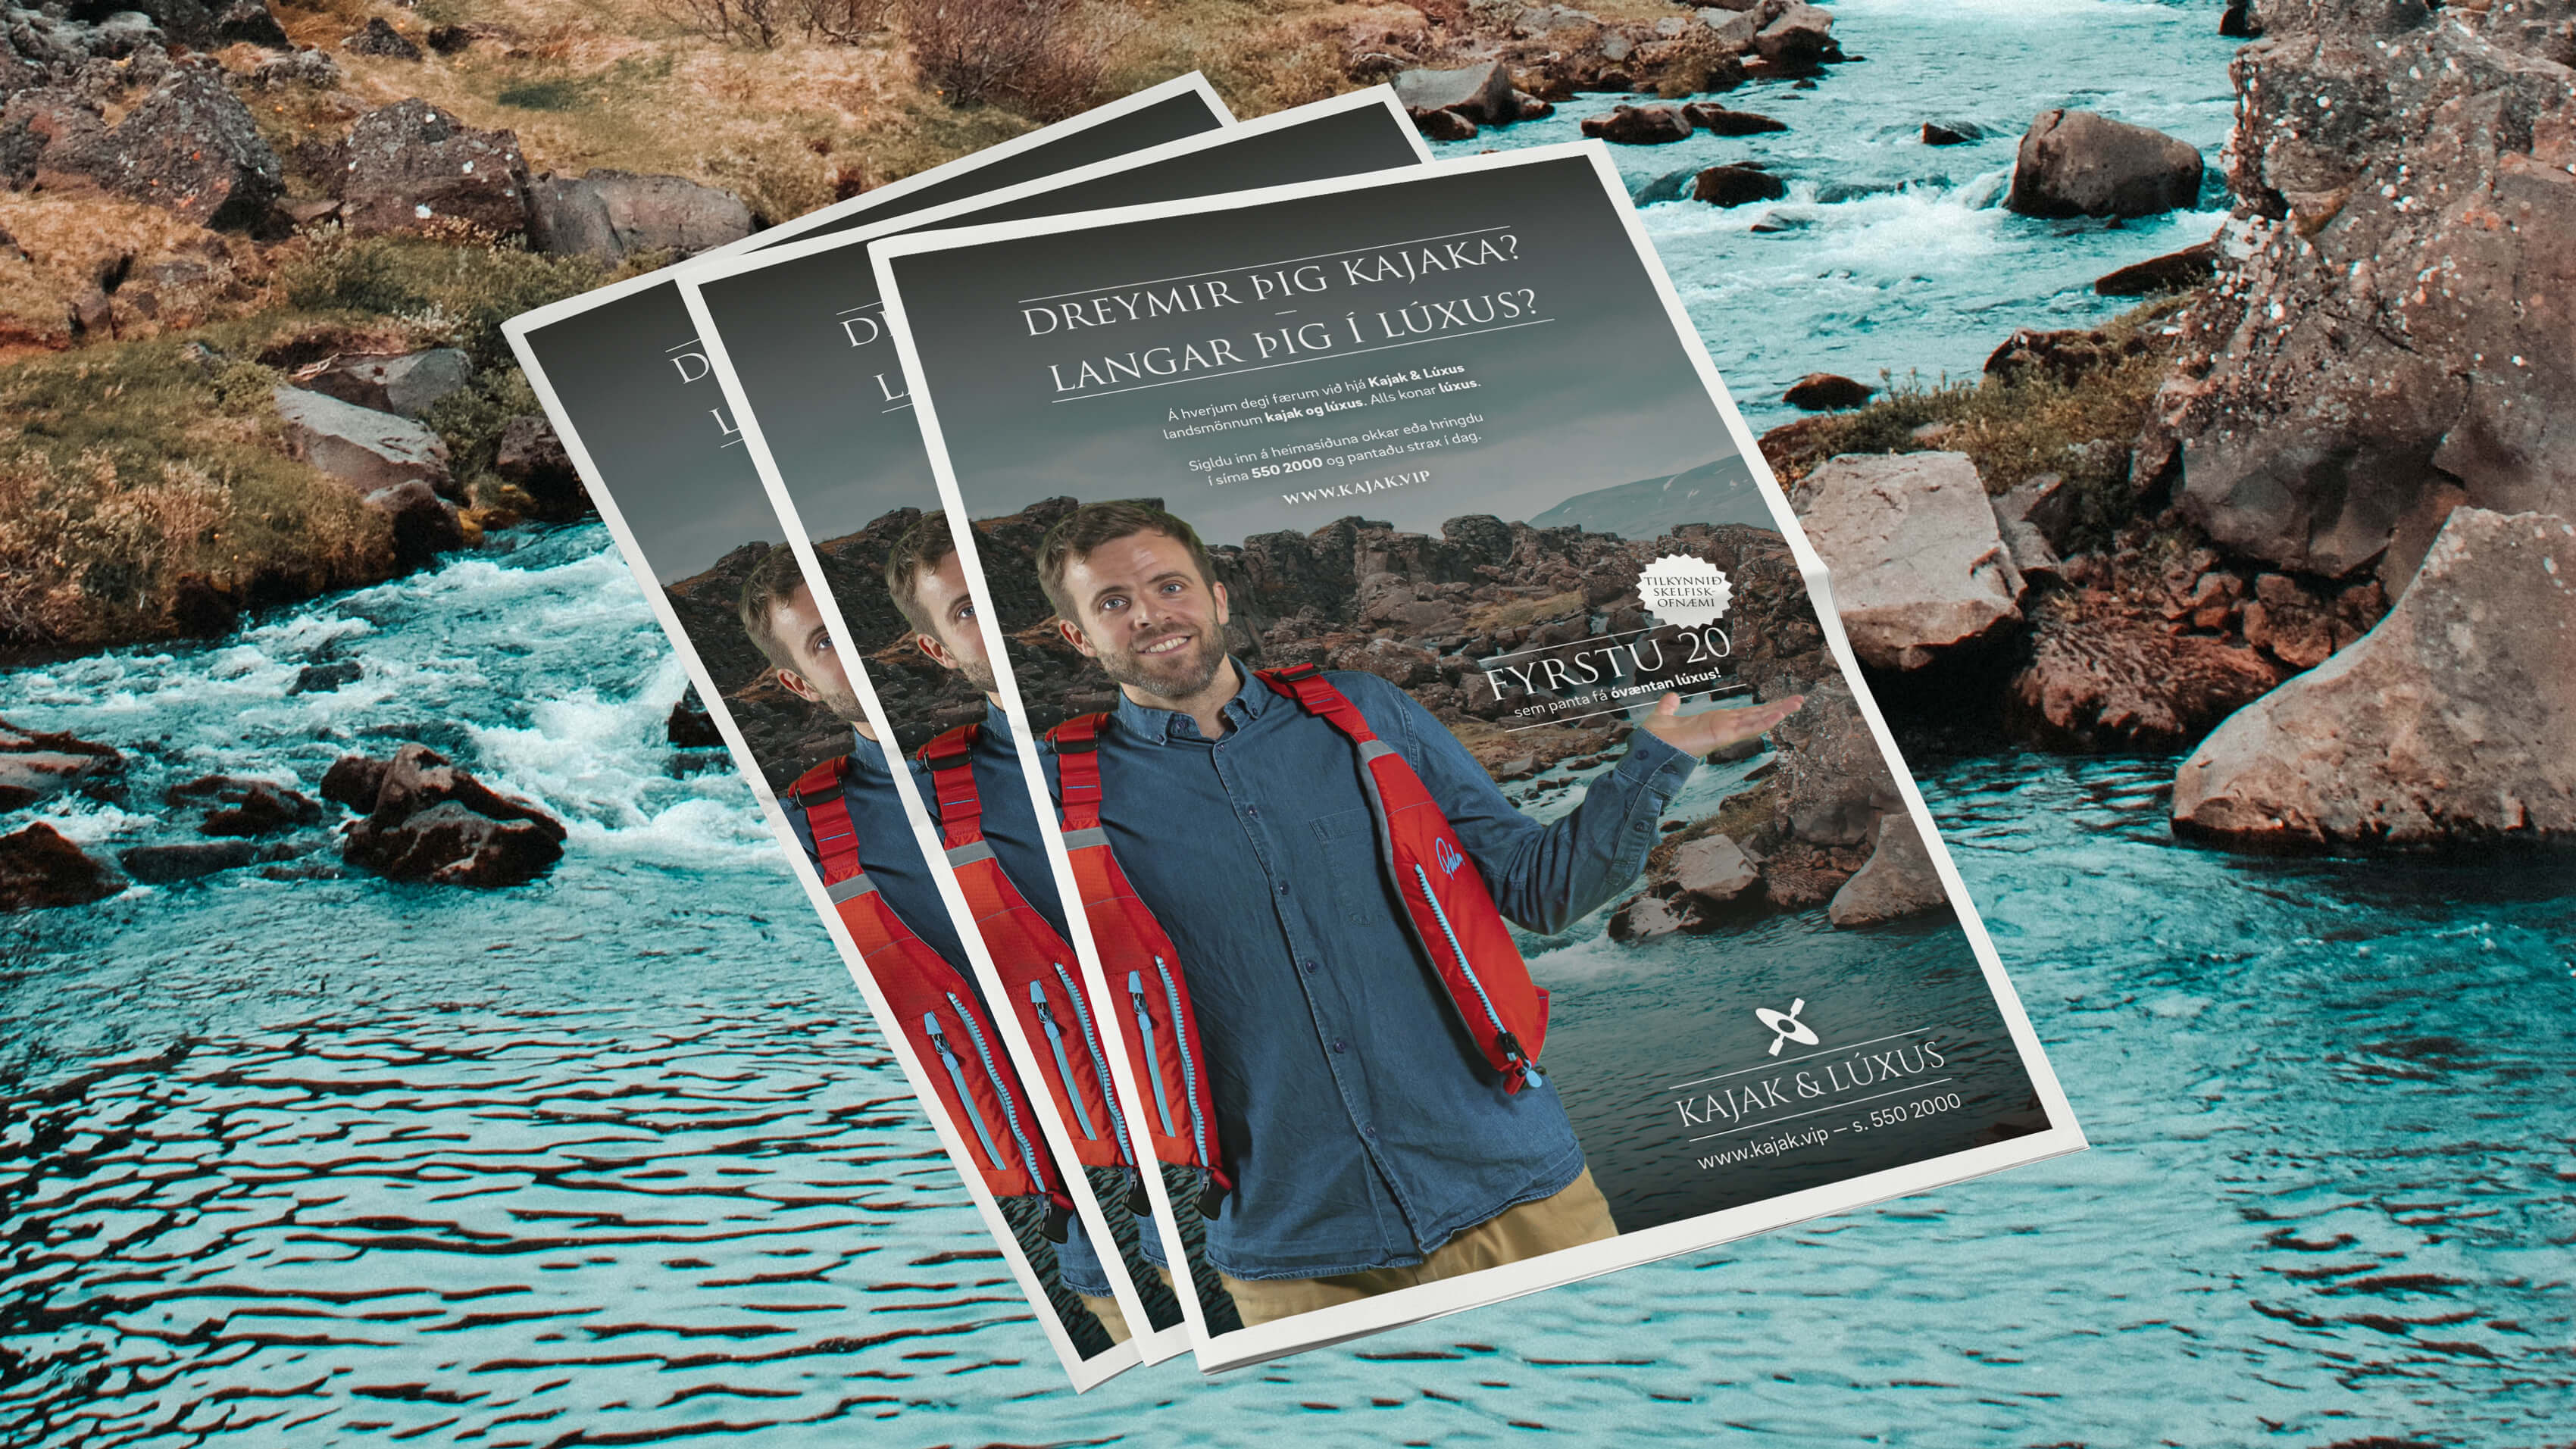 D
L
DR
L
DREYMIR ÞIG KAJAKA?
–
LANGAR ÞIG Í LÚXUS?
Á hverjum degi færum við hjá Kajak & Lúxus
landsmönnum kajak og lúxus. Alls konar lúxus.
Sigldu inn á heimasíðuna okkar eða hringdu
í síma 550 2000 og pantaðu strax í dag.
WWW.KAJAK.VIP
TILKYNNIÐ
SKELFISK-
OFNÆMI
FYRSTU 20
sem panta fá óvæntan lúxus!
Palm
KAJAK & LÚXUS
www.kajak.vip – s. 550 2000